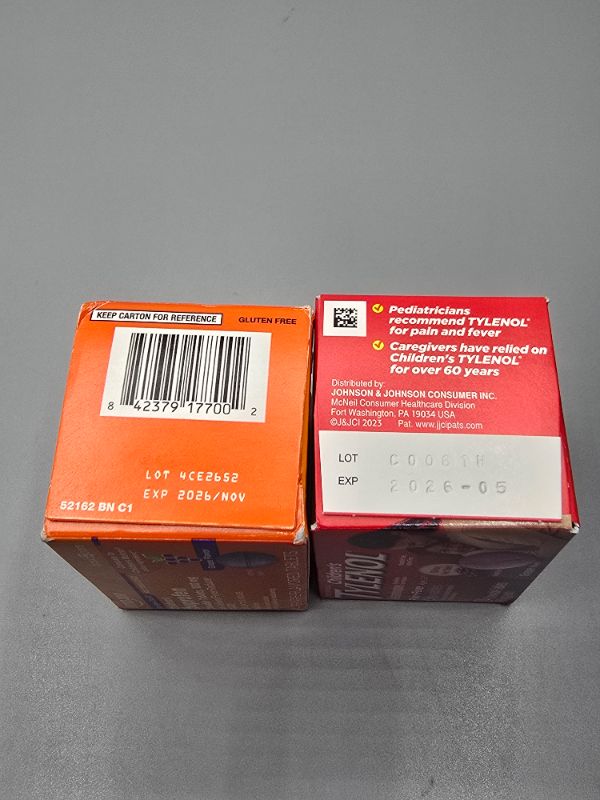 KEEP CARTON FOR REFERENCE
GLUTEN FREE
8 42379 17700 2
LOT 4CE2652
EXP 2026/NOV
52162 BN C1
Pediatricians
recommend TYLENOL®
for pain and fever
Caregivers have relied on
Children's TYLENOL®
for over 60 years
Distributed by:
JOHNSON & JOHNSON CONSUMER INC.
McNeil Consumer Healthcare Division
Fort Washington, PA 19034 USA
©J&JCI 2023 Pat. www.jjcipats.com
LOT C0061H
EXP 2026-05
Children's
TYLENOL